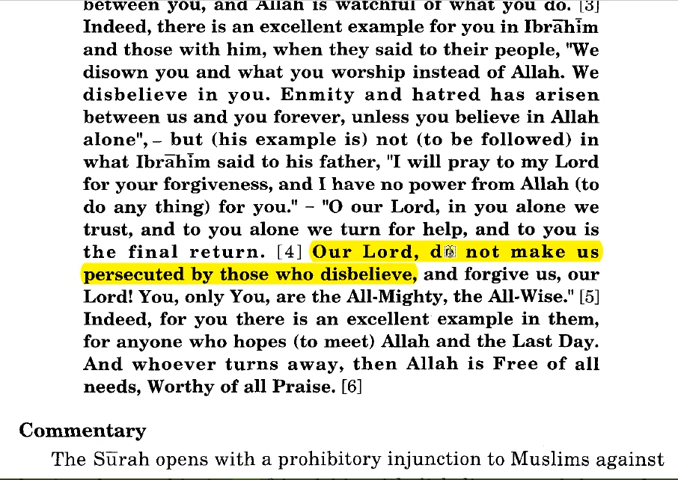 between you, and Allah is watchful of what you do. [3]
Indeed, there is an excellent example for you in Ibrāhīm
and those with him, when they said to their people, "We
disown you and what you worship instead of Allah. We
disbelieve in you. Enmity and hatred has arisen
between us and you forever, unless you believe in Allah
alone", – but (his example is) not (to be followed) in
what Ibrāhīm said to his father, "I will pray to my Lord
for your forgiveness, and I have no power from Allah (to
do any thing) for you." – "O our Lord, in you alone we
trust, and to you alone we turn for help, and to you is
the final return. [4] Our Lord, do not make us
persecuted by those who disbelieve, and forgive us, our
Lord! You, only You, are the All-Mighty, the All-Wise." [5]
Indeed, for you there is an excellent example in them,
for anyone who hopes (to meet) Allah and the Last Day.
And whoever turns away, then Allah is Free of all
needs, Worthy of all Praise. [6]
Commentary
The Sūrah opens with a prohibitory injunction to Muslims against